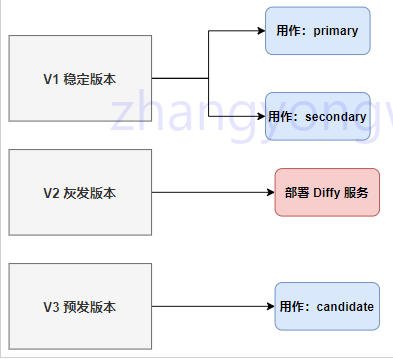 用作：primary
V1 稳定版本
用作：secondary
V2 灰发版本
部署 Diffy 服务
V3 预发版本
用作：candidate